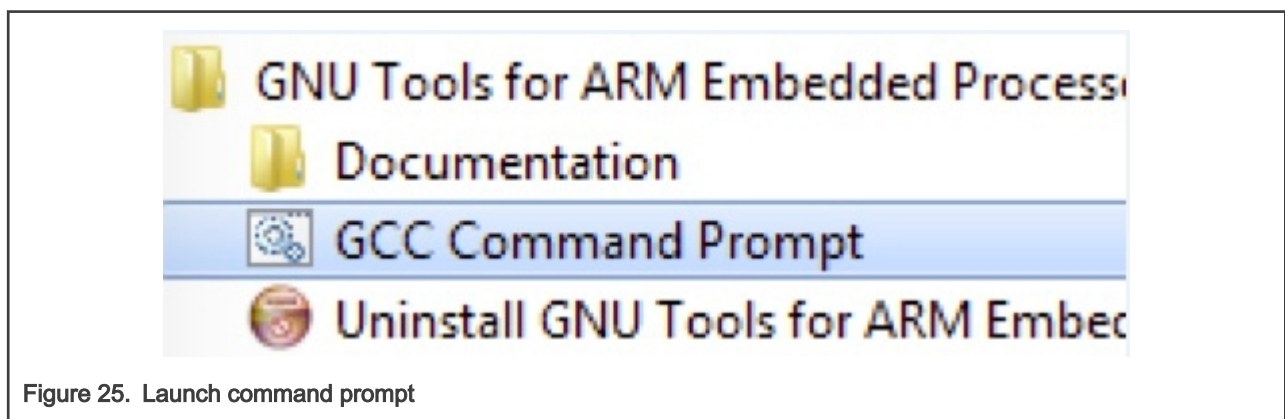 GNU Tools for ARM Embedded Process
Documentation
GCC Command Prompt
Uninstall GNU Tools for ARM Embed
Figure 25. Launch command prompt